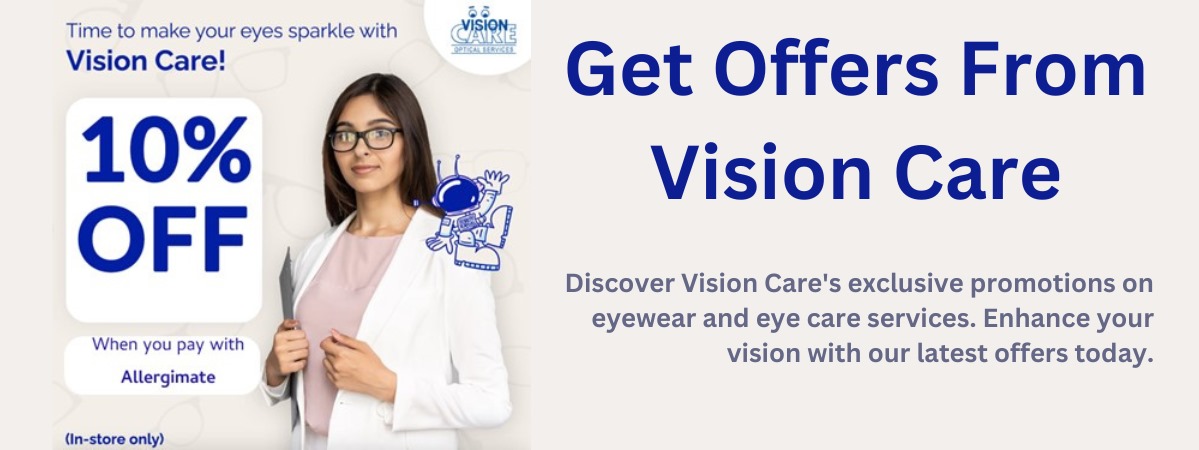 Time to make your eyes sparkle with
Vision Care!
VISION
CARE
OPTICAL SERVICES
10%
OFF
When you pay with
Allergimate
(In-store only)
Get Offers From
Vision Care
Discover Vision Care's exclusive promotions on
eyewear and eye care services. Enhance your
vision with our latest offers today.